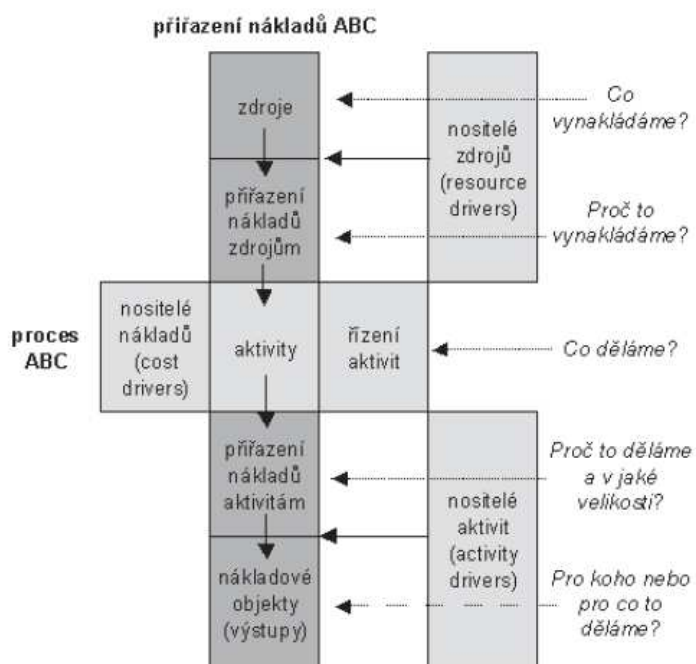 přiřazení nákladů ABC
zdroje
Co
vynakládáme?
nositelé
zdrojů
(resource
drivers)
přiřazení
nákladů
zdrojům
Proč to
vynakládáme?
proces
ABC
nositelé
nákladů
(cost
drivers)
aktivity
řízení
aktivit
Co děláme?
přiřazení
nákladů
aktivitám
Proč to děláme
a v jaké
velikosti?
nositelé
aktivit
(activity
drivers)
nákladové
objekty
(výstupy)
Pro koho nebo
pro co to
děláme?